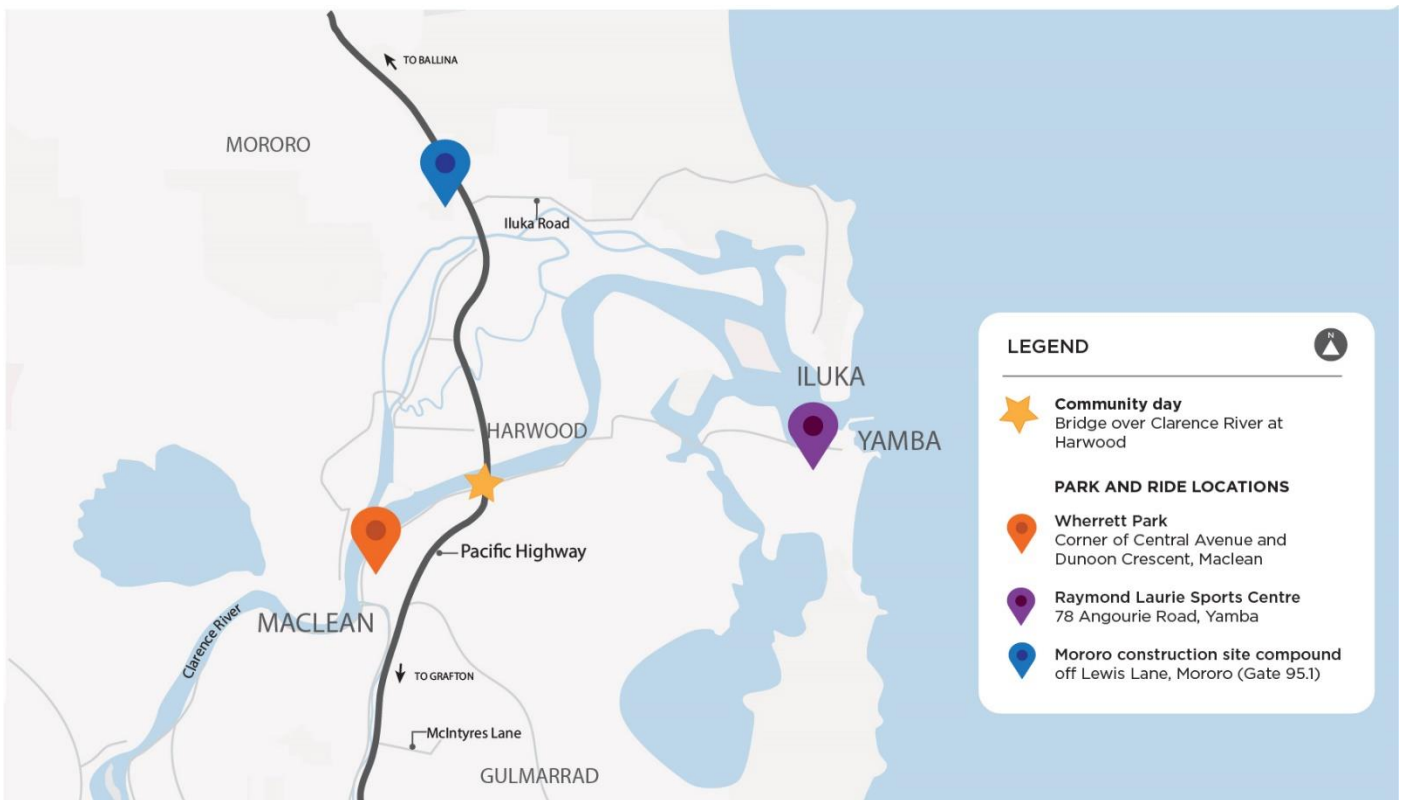 TO BALLINA
MORORO
Iluka Road
ILUKA
HARWOOD
YAMBA
Pacific Highway
MACLEAN
Clarence River
TO GRAFTON
McIntyres Lane
GULMARRAD
LEGEND
N
Community day
Bridge over Clarence River at
Harwood
PARK AND RIDE LOCATIONS
Wherrett Park
Corner of Central Avenue and
Dunoon Crescent, Maclean
Raymond Laurie Sports Centre
78 Angourie Road, Yamba
Mororo construction site compound
off Lewis Lane, Mororo (Gate 95.1)